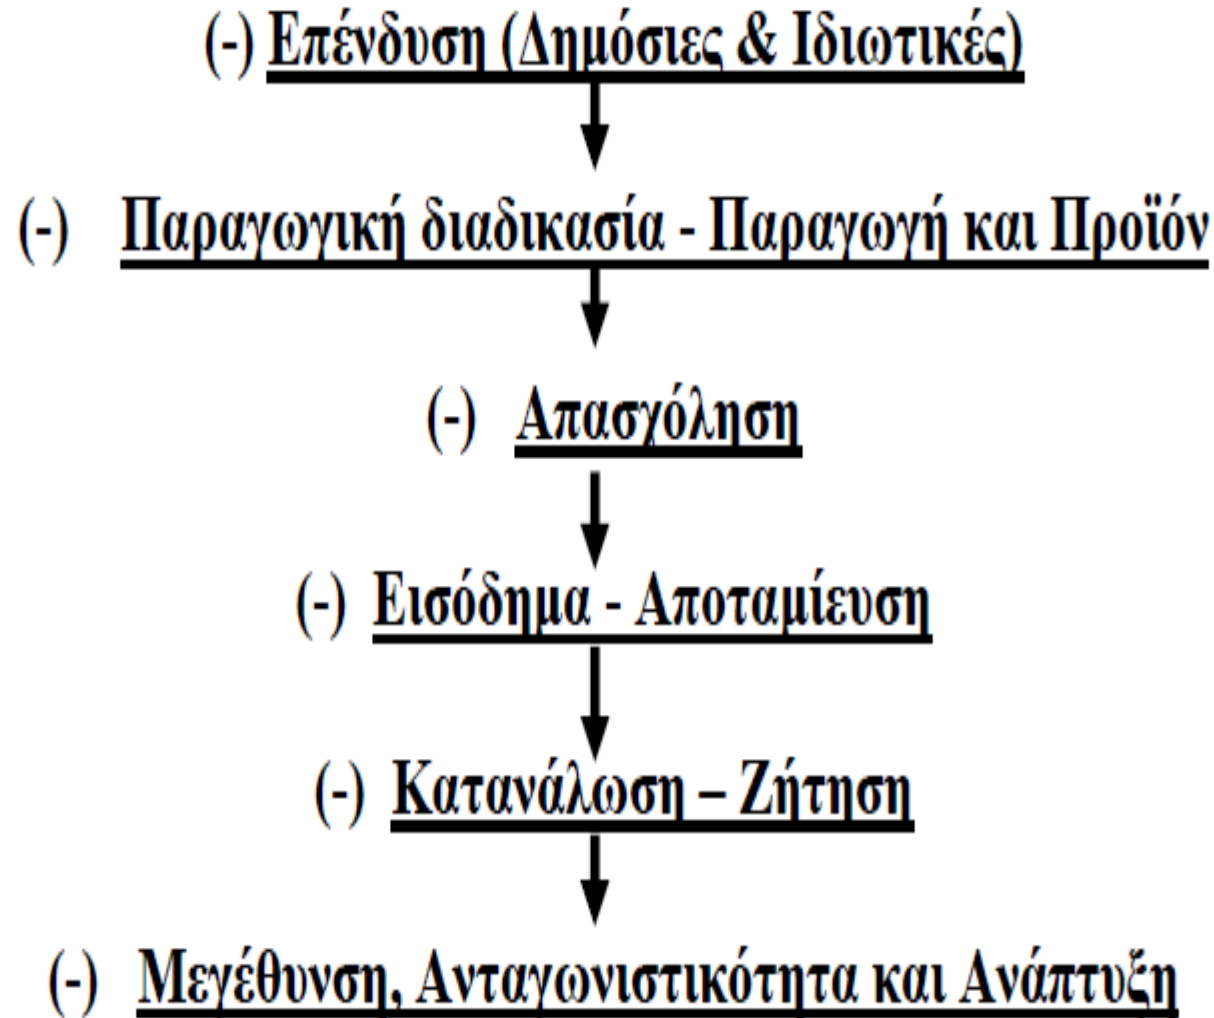 (-) Επένδυση (Δημόσιες & Ιδιωτικές)
(-) Παραγωγική διαδικασία - Παραγωγή και Προϊόν
(-) Απασχόληση
(-) Εισόδημα - Αποταμίευση
(-) Κατανάλωση – Ζήτηση
(-) Μεγέθυνση, Ανταγωνιστικότητα και Ανάπτυξη